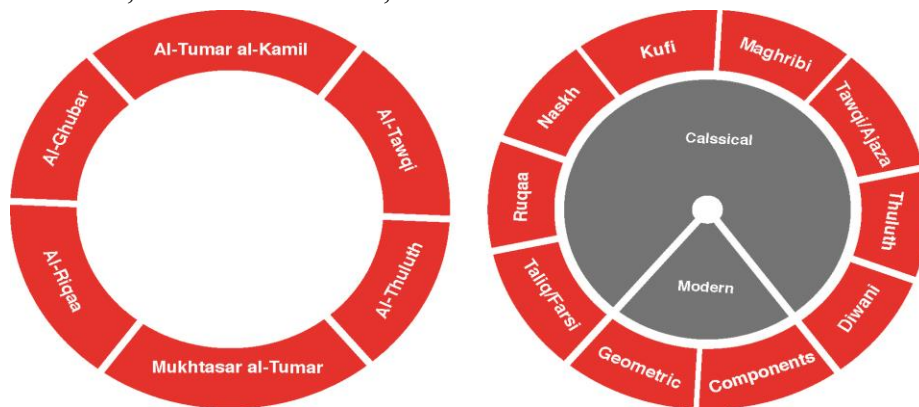 Al-Tumar al-Kamil
Al-Tawqi
Al-Thuluth
Mukhtasar al-Tumar
Al-Riqaa
Al-Ghubar
Kufi
Maghribi
Tawqi/Ajaza
Thuluth
Diwani
Components
Geometric
Taliq/Farsi
Ruqaa
Naskh
Calssical
Modern